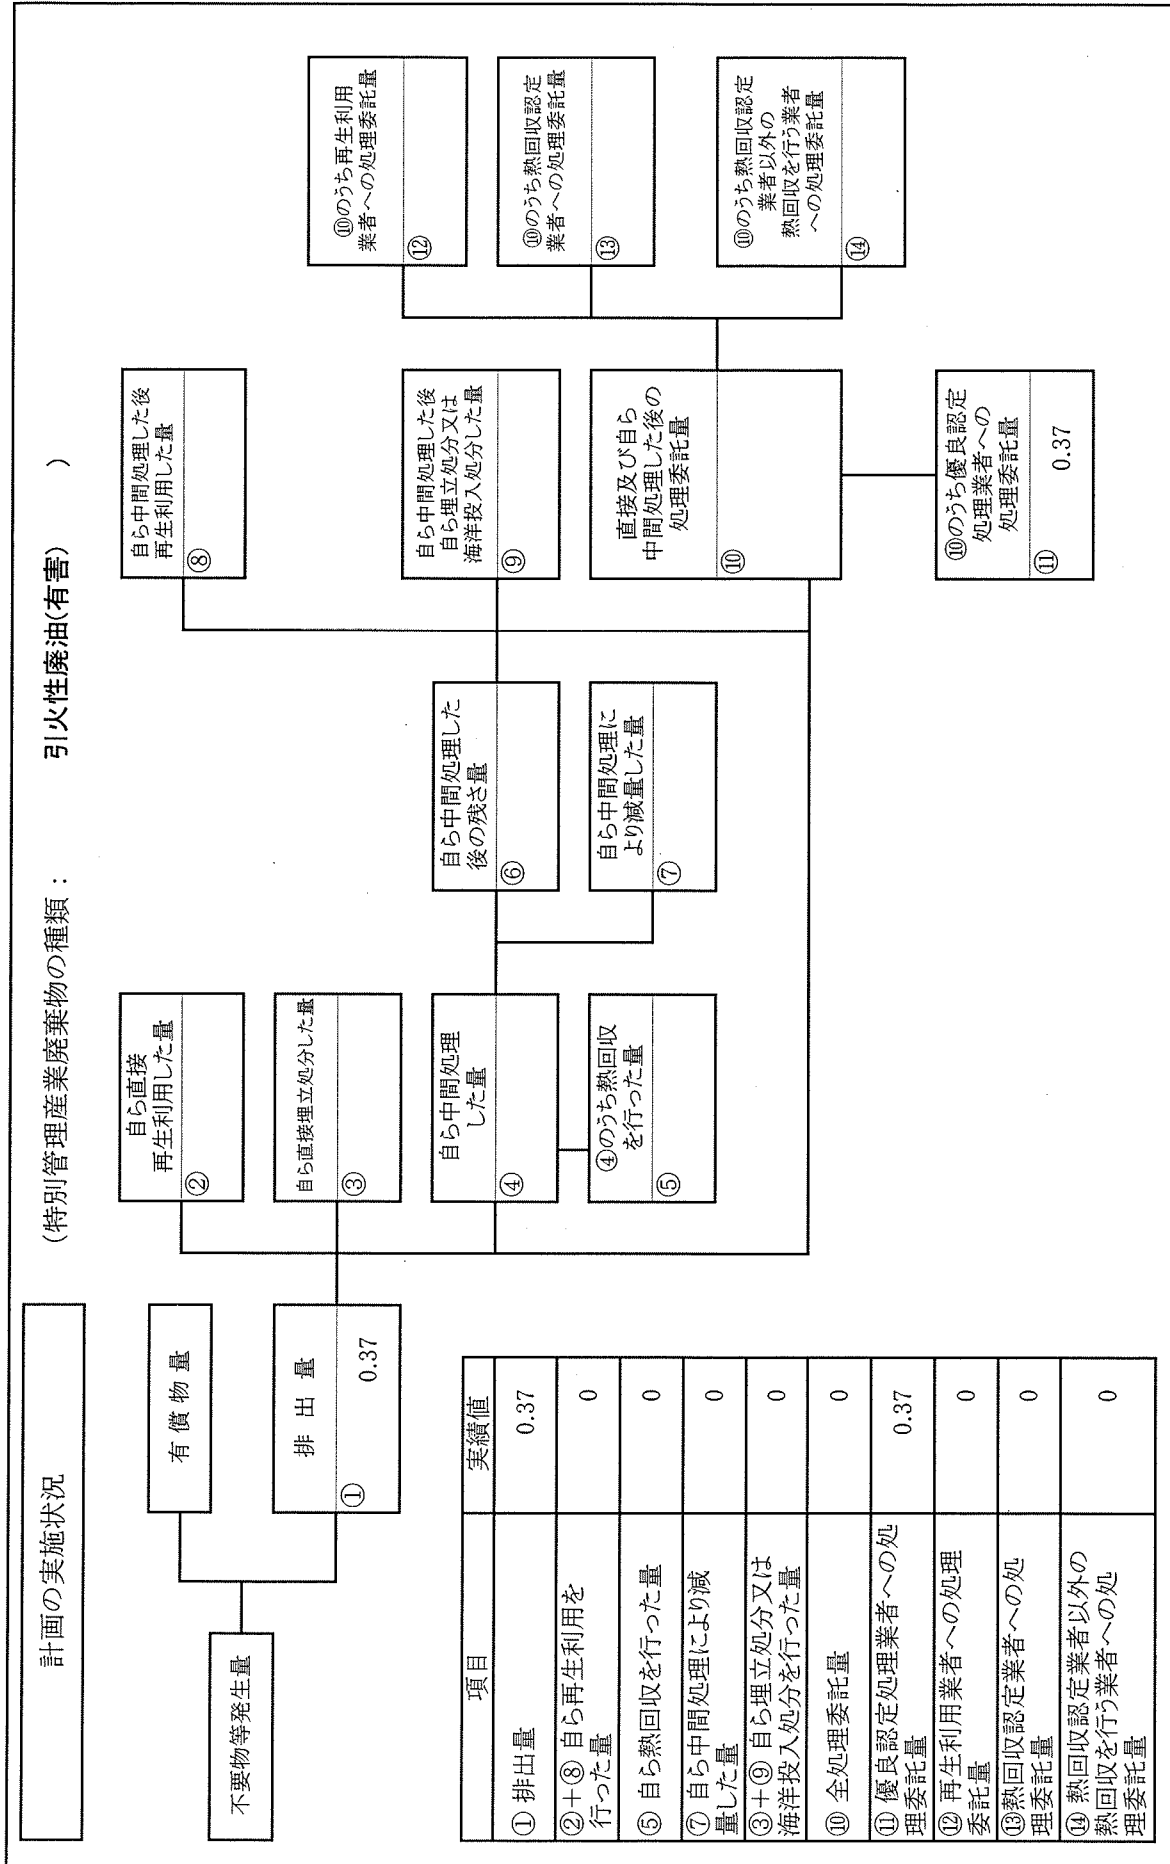 計画の実施状況
(特別管理産業廃棄物の種類： 引火性廃油(有害) )
不要物等発生量
有償物量
排出量
① 0.37
自ら直接
再生利用した量
②
自ら直接埋立処分した量
③
自ら中間処理
した量
④
④のうち熱回収
を行った量
⑤
自ら中間処理した
後の残さ量
⑥
自ら中間処理に
より減量した量
⑦
自ら中間処理した後
再生利用した量
⑧
自ら中間処理した後
自ら埋立処分又は
海洋投入処分した量
⑨
直接及び自ら
中間処理した後の
処理委託量
⑩
⑩のうち優良認定
処理業者への
処理委託量
⑪ 0.37
⑩のうち再生利用
業者への処理委託量
⑫
⑩のうち熱回収認定
業者への処理委託量
⑬
⑩のうち熱回収認定
業者以外の
熱回収を行う業者
への処理委託量
⑭
項目 実績値
① 排出量 0.37
②＋⑧ 自ら再生利用を
行った量 0
⑤ 自ら熱回収を行った量 0
⑦ 自ら中間処理により減
量した量 0
③＋⑨ 自ら埋立処分又は
海洋投入処分を行った量 0
⑩ 全処理委託量 0
⑪ 優良認定処理業者への処
理委託量 0.37
⑫ 再生利用業者への処理
委託量 0
⑬熱回収認定業者への処
理委託量 0
⑭ 熱回収認定業者以外の
熱回収を行う業者への処
理委託量 0